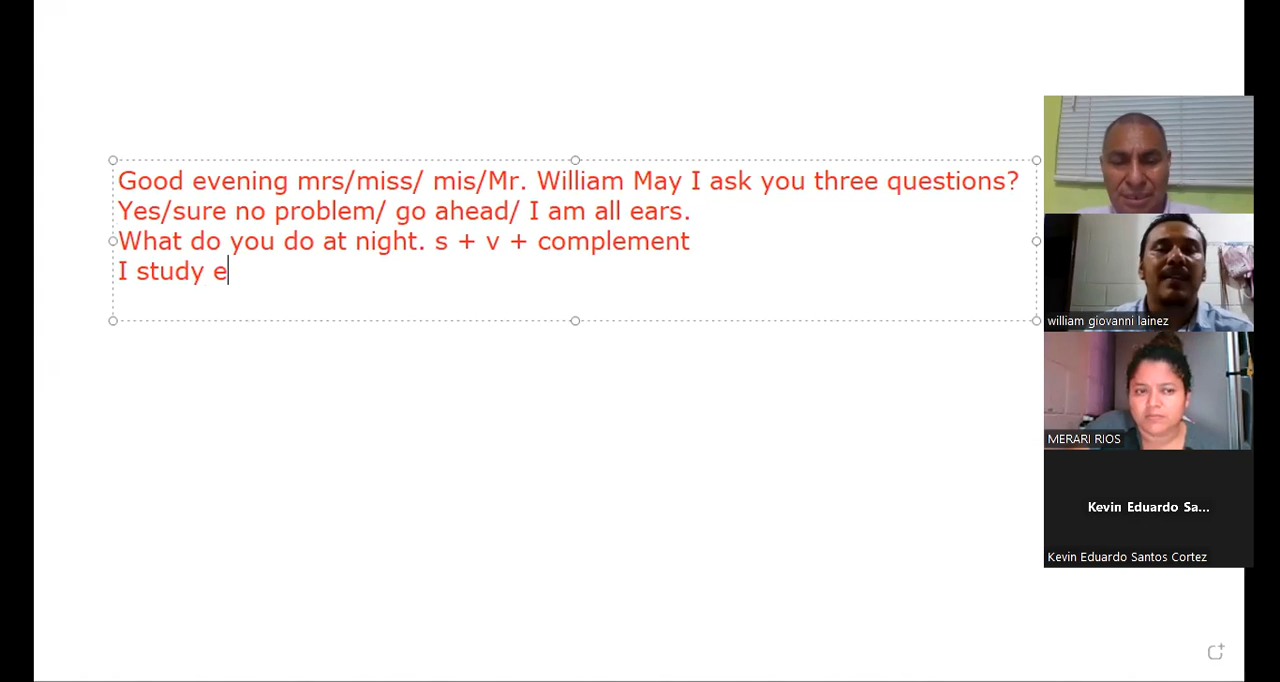 Good evening mrs/miss/ mis/Mr. William May I ask you three questions?
Yes/sure no problem/ go ahead/ I am all ears.
What do you do at night. s + v + complement
I study e
william giovanni lainez
MERARI RIOS
Kevin Eduardo Sa...
Kevin Eduardo Santos Cortez